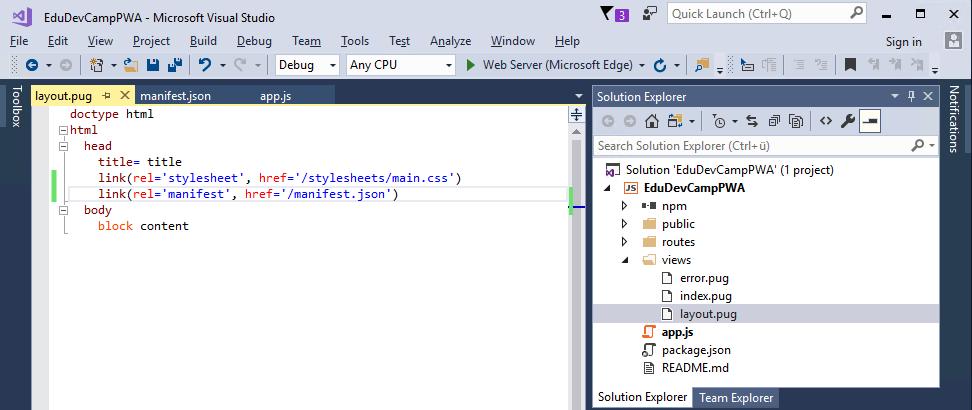 EduDevCampPWA - Microsoft Visual Studio
3
Quick Launch (Ctrl+Q)
File Edit View Project Build Debug Team Tools Test Analyze Window Help
Sign in
Debug Any CPU Web Server (Microsoft Edge)
Toolbox
layout.pug manifest.json app.js
doctype html
html
head
title= title
link(rel='stylesheet', href='/stylesheets/main.css')
link(rel='manifest', href='/manifest.json')
body
block content
Solution Explorer
Search Solution Explorer (Ctrl+ü)
Solution 'EduDevCampPWA' (1 project)
JS EduDevCampPWA
npm
public
routes
views
error.pug
index.pug
layout.pug
app.js
package.json
README.md
Solution Explorer Team Explorer
Notifications